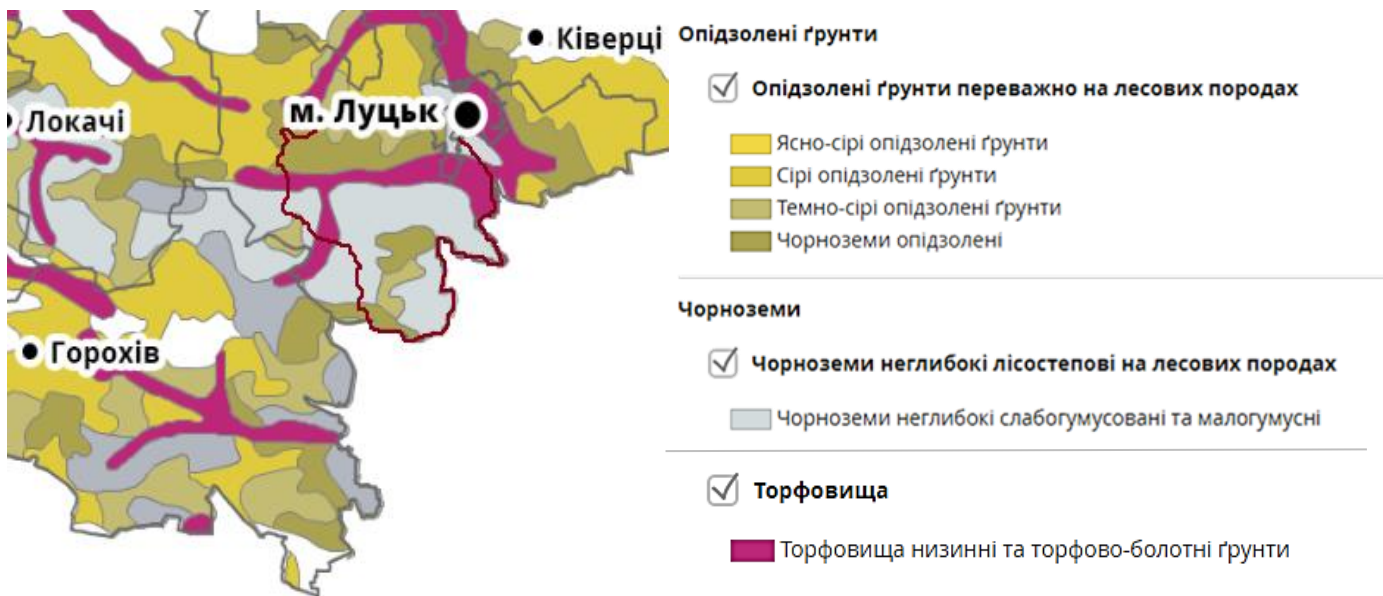 Ківерці
м. Луцьк
Локачі
Горохів
Опідзолені ґрунти
Опідзолені ґрунти переважно на лесових породах
Ясно-сірі опідзолені ґрунти
Сірі опідзолені ґрунти
Темно-сірі опідзолені ґрунти
Чорноземи опідзолені
Чорноземи
Чорноземи неглибокі лісостепові на лесових породах
Чорноземи неглибокі слабогумусовані та малогумусні
Торфовища
Торфовища низинні та торфово-болотні ґрунти